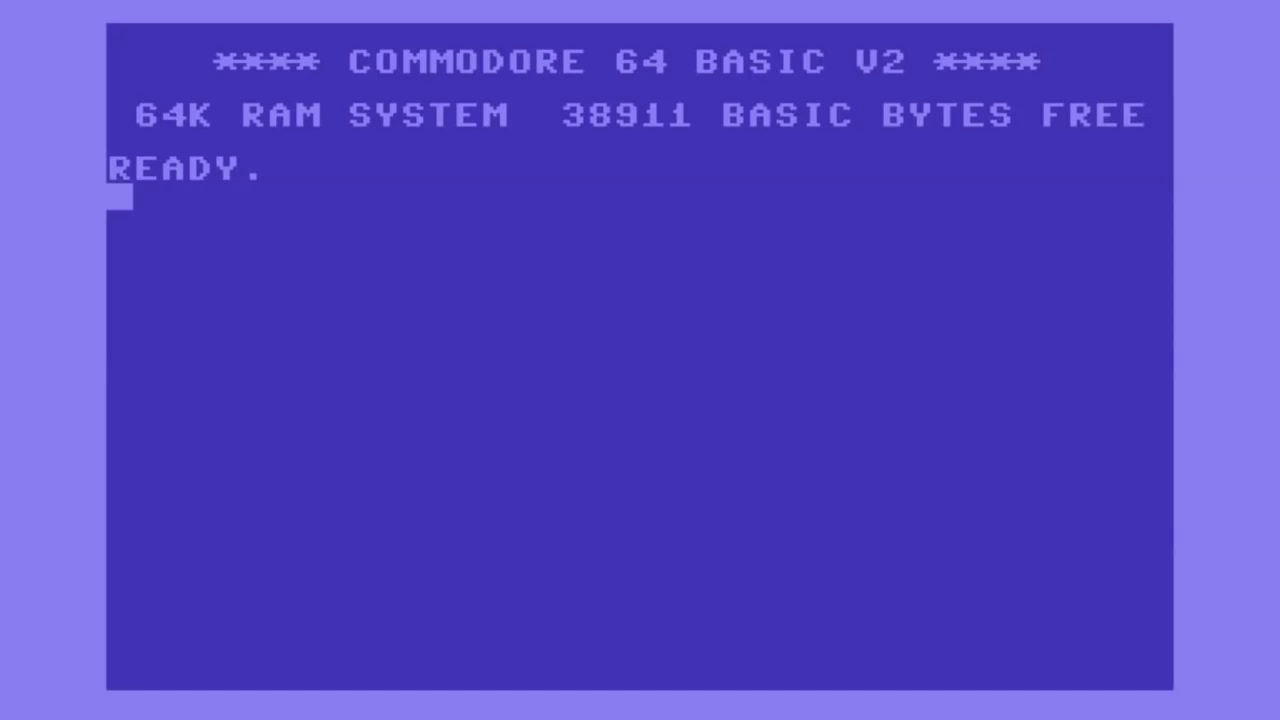 **** COMMODORE 64 BASIC V2 ****
64K RAM SYSTEM  38911 BASIC BYTES FREE
READY.